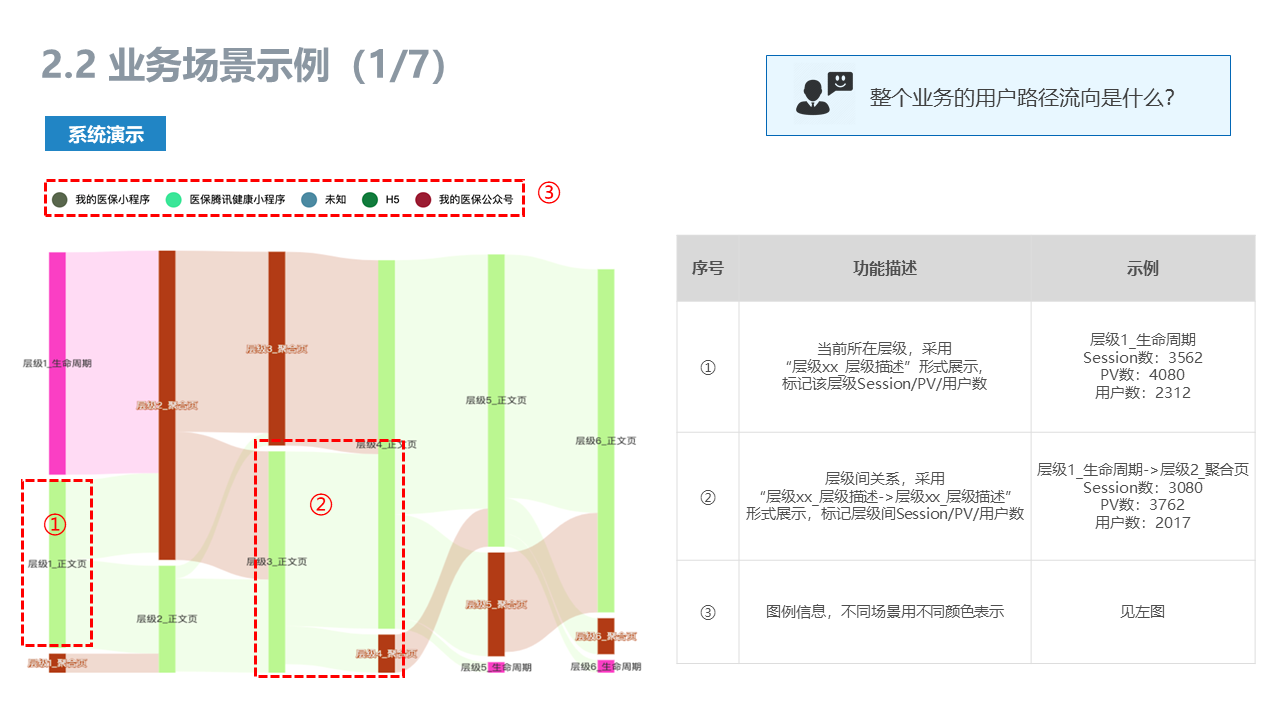 2.2 业务场景示例（1/7）
整个业务的用户路径流向是什么？
系统演示
我的医保小程序 医保腾讯健康小程序 未知 H5 我的医保公众号
③
层级1_生命周期
层级2_聚合页
层级3_聚合页
层级4_正文页
层级5_正文页
层级6_正文页
①
②
层级1_正文页
层级2_正文页
层级3_正文页
层级1_聚合页
层级4_聚合页
层级5_聚合页
层级6_聚合页
层级5_生命周期
层级6_生命周期
序号 功能描述 示例
①
当前所在层级，采用
“层级xx_层级描述”形式展示，
标记该层级Session/PV/用户数
层级1_生命周期
Session数：3562
PV数：4080
用户数：2312
②
层级间关系，采用
“层级xx_层级描述->层级xx_层级描述”
形式展示，标记层级间Session/PV/用户数
层级1_生命周期->层级2_聚合页
Session数：3080
PV数：3762
用户数：2017
③
图例信息，不同场景用不同颜色表示
见左图